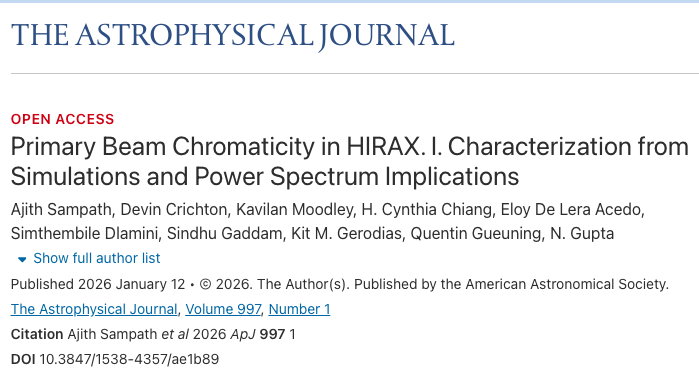 THE ASTROPHYSICAL JOURNAL
OPEN ACCESS
Primary Beam Chromaticity in HIRAX. I. Characterization from
Simulations and Power Spectrum Implications
Ajith Sampath, Devin Crichton, Kavilan Moodley, H. Cynthia Chiang, Eloy De Lera Acedo,
Simthembile Dlamini, Sindhu Gaddam, Kit M. Gerodias, Quentin Gueuning, N. Gupta
Show full author list
Published 2026 January 12 • © 2026. The Author(s). Published by the American Astronomical Society.
The Astrophysical Journal, Volume 997, Number 1
Citation Ajith Sampath et al 2026 ApJ 997 1
DOI 10.3847/1538-4357/ae1b89